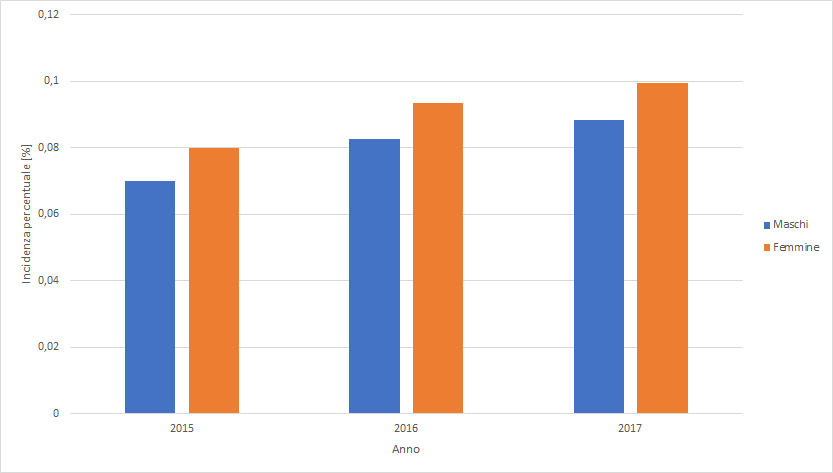 0,12
0,1
0,08
0,06
0,04
0,02
0
Incidenza percentuale [%]
2015
2016
2017
Anno
Maschi
Femmine